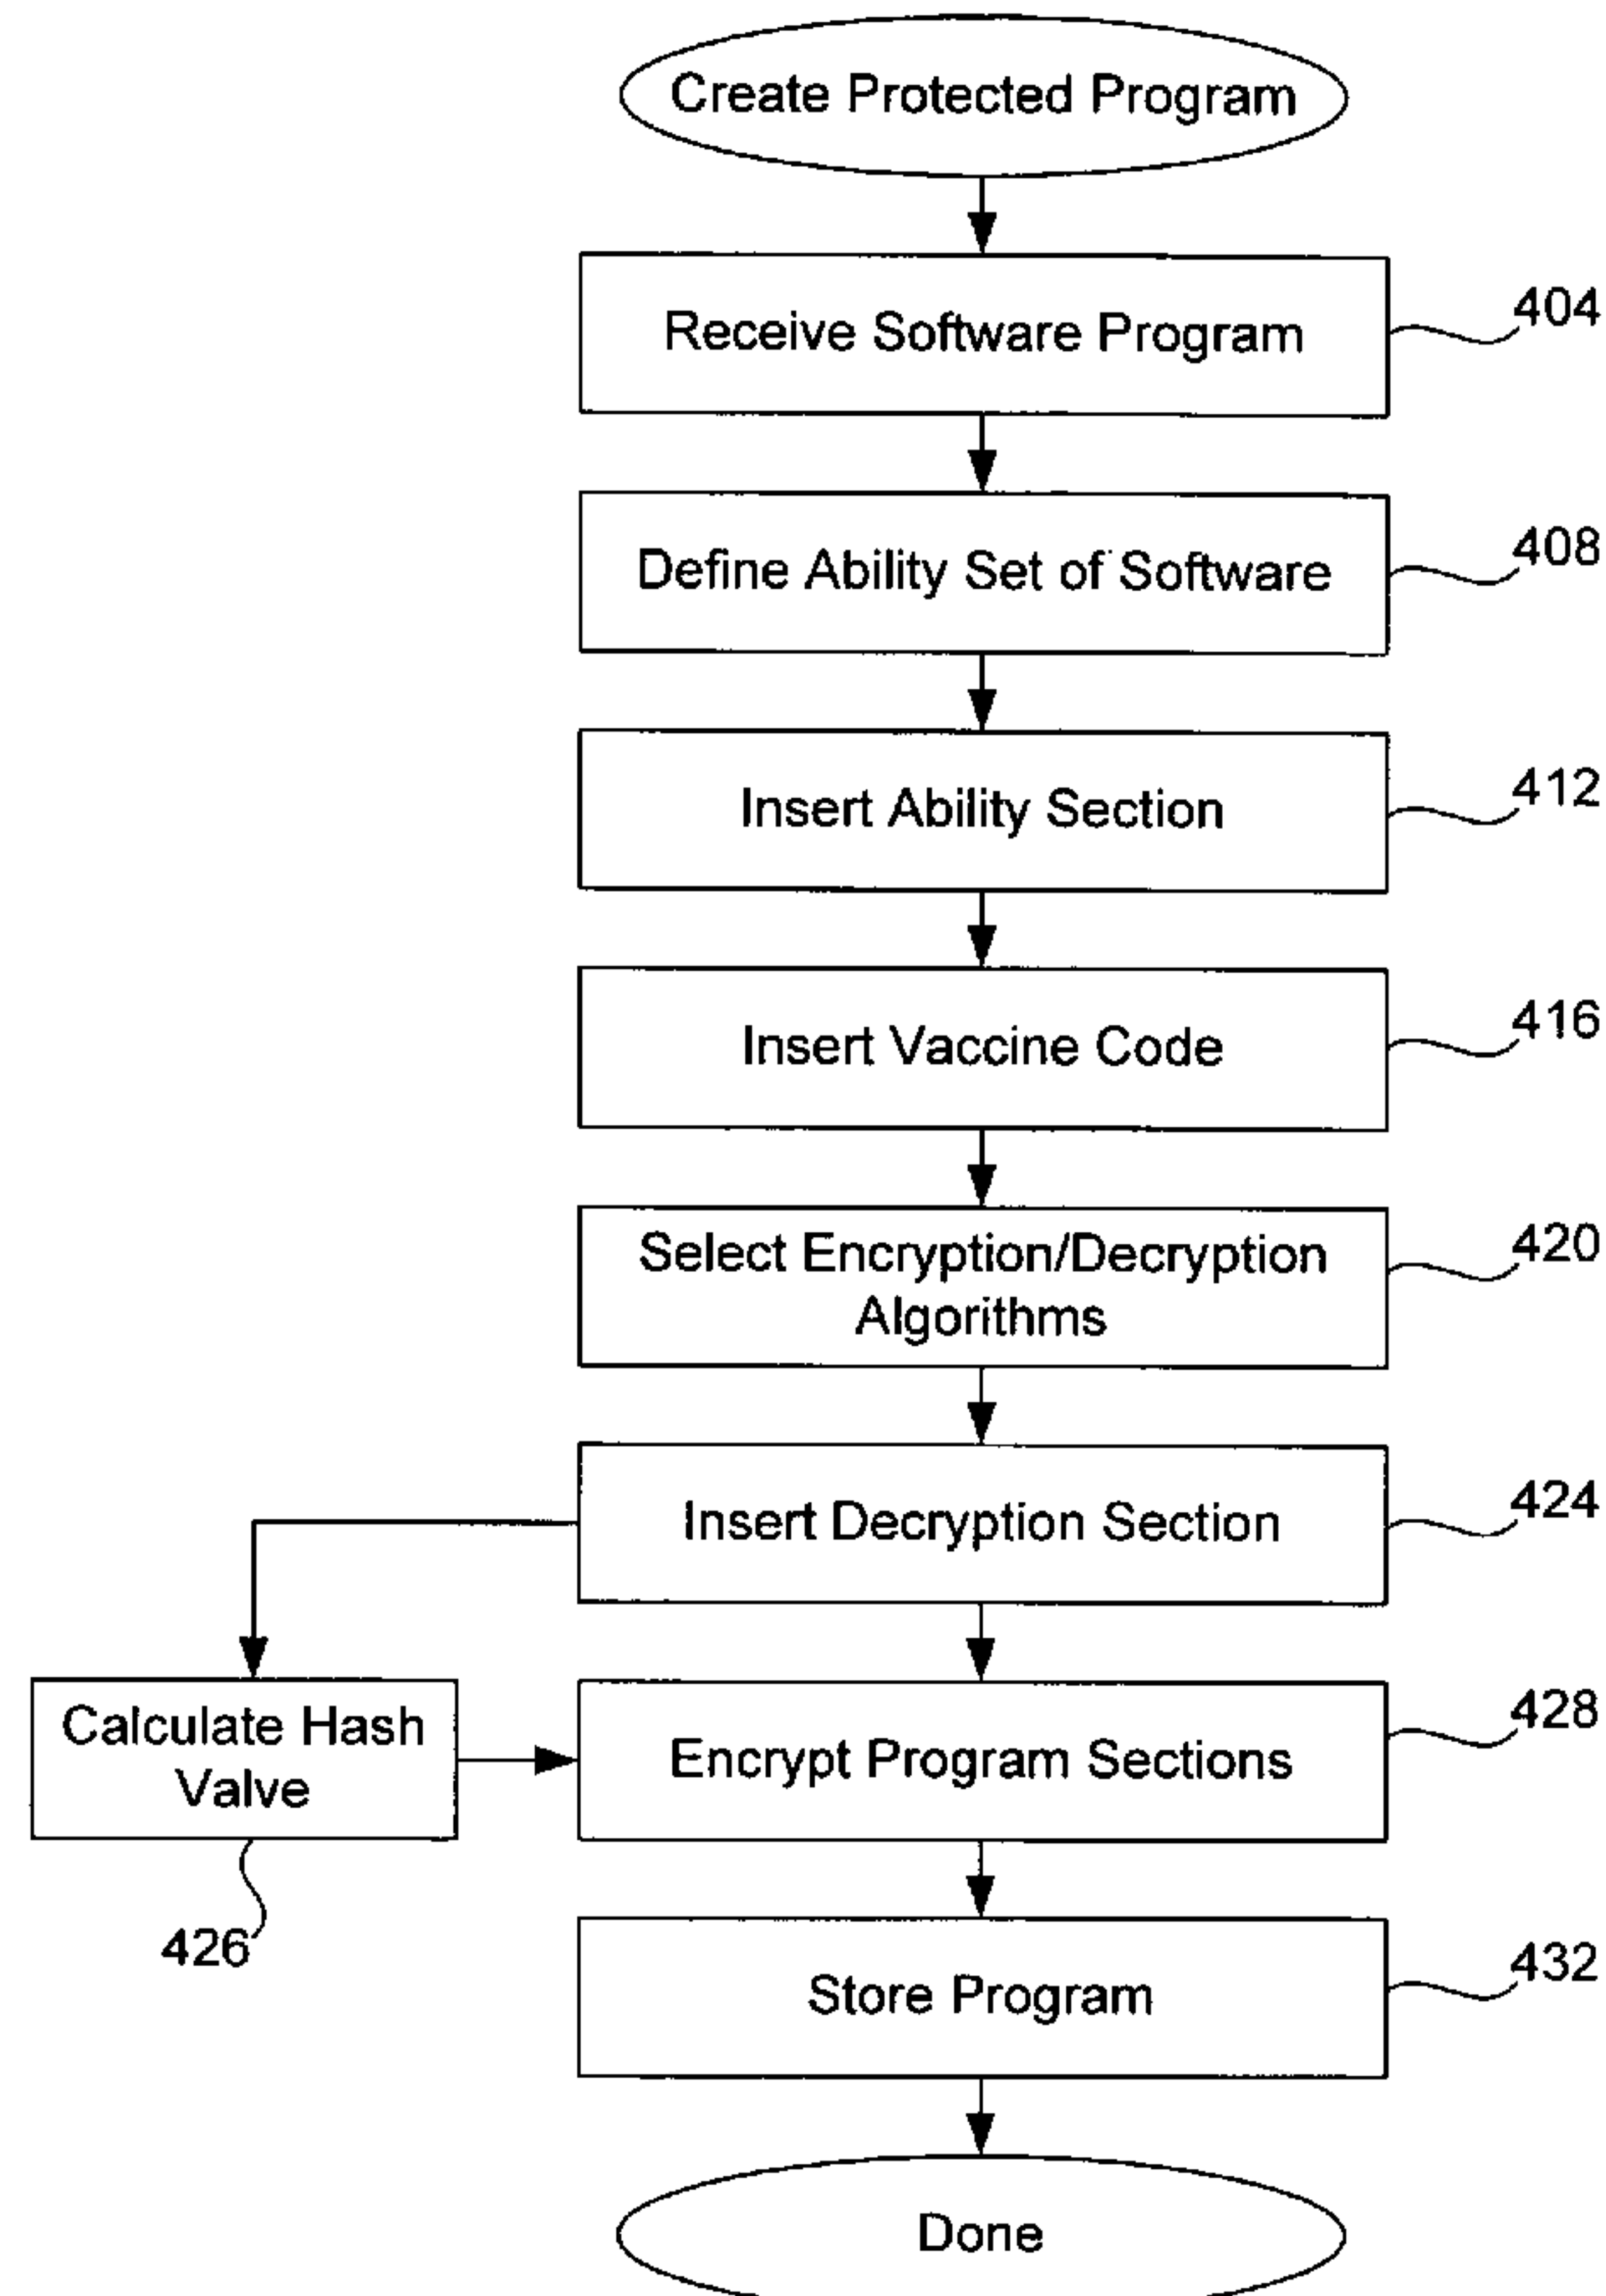 Create Protected Program
Receive Software Program
404
Define Ability Set of Software
408
Insert Ability Section
412
Insert Vaccine Code
416
Select Encryption/Decryption
Algorithms
420
Insert Decryption Section
424
Calculate Hash
Valve
426
Encrypt Program Sections
428
Store Program
432
Done